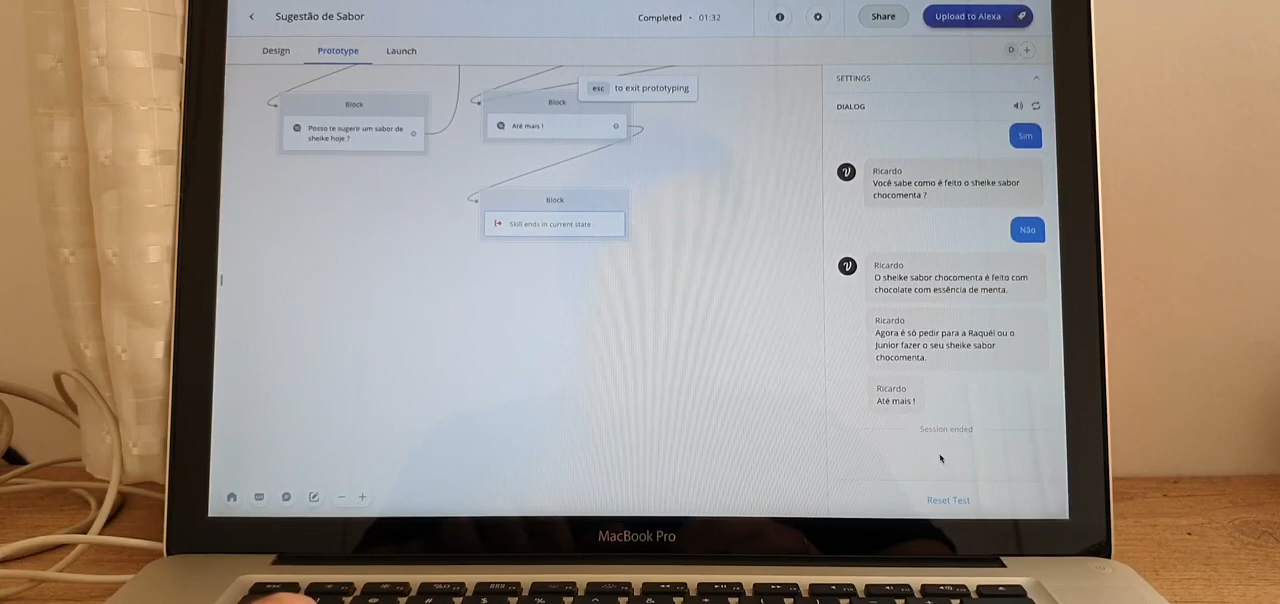 Sugestão de Sabor
Completed • 01:32
Share
Upload to Alexa
Design
Prototype
Launch
D
esc to exit prototyping
SETTINGS
DIALOG
Block
Posso te sugerir um sabor de
sheike hoje ?
Block
Até mais !
Block
Skill ends in current state
Sim
Ricardo
Você sabe como é feito o sheike sabor
chocomenta ?
Não
Ricardo
O sheike sabor chocomenta é feito com
chocolate com essência de menta.
Ricardo
Agora é só pedir para a Raquél ou o
Junior fazer o seu sheike sabor
chocomenta.
Ricardo
Até mais !
Session ended
Reset Test
MacBook Pro